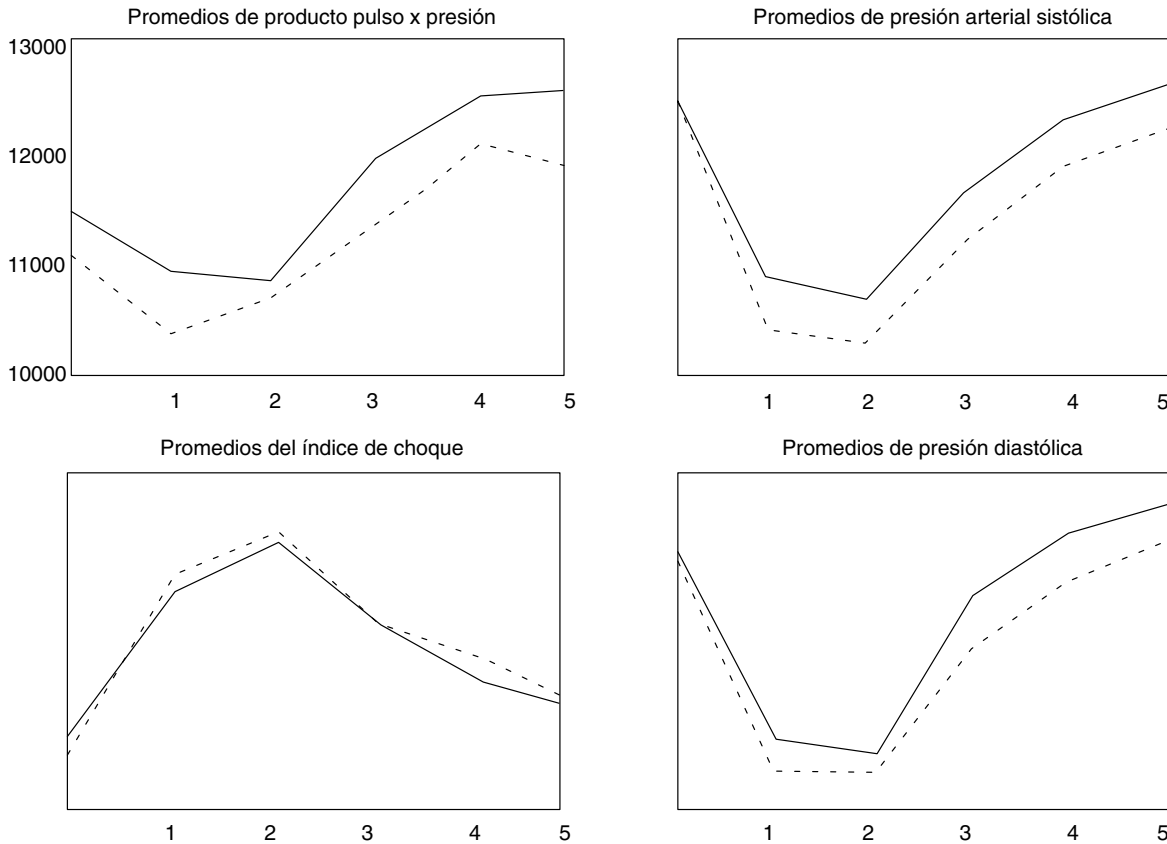 Promedios de producto pulso x presión
13000
12000
11000
10000
1 2 3 4 5
Promedios de presión arterial sistólica
1 2 3 4 5
Promedios del índice de choque
1 2 3 4 5
Promedios de presión diastólica
1 2 3 4 5